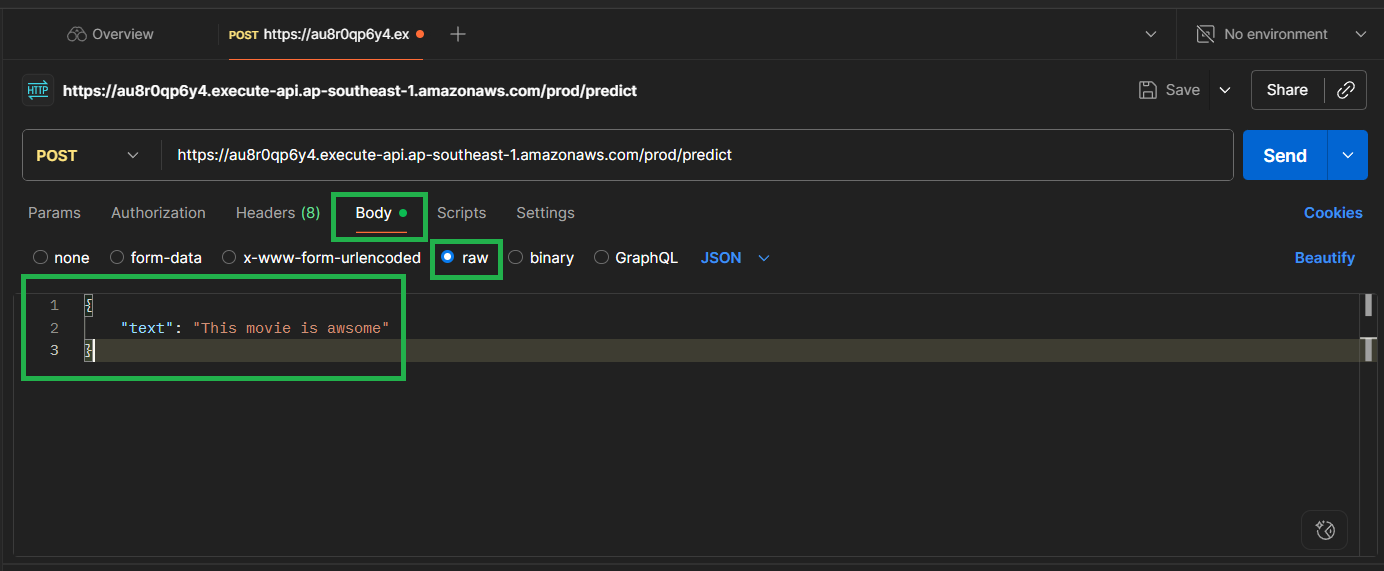 Overview
POST https://au8r0qp6y4.ex
No environment
HTTP https://au8r0qp6y4.execute-api.ap-southeast-1.amazonaws.com/prod/predict
Save
Share
POST https://au8r0qp6y4.execute-api.ap-southeast-1.amazonaws.com/prod/predict
Send
Params Authorization Headers (8) Body Scripts Settings Cookies
none form-data x-www-form-urlencoded raw binary GraphQL JSON Beautify
1 {
2 "text": "This movie is awsome"
3 }